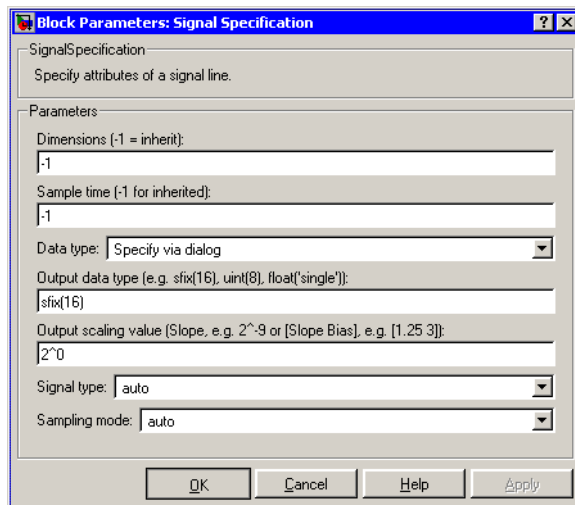 Block Parameters: Signal Specification
SignalSpecification
Specify attributes of a signal line.
Parameters
Dimensions (-1 = inherit):
-1
Sample time (-1 for inherited):
-1
Data type: Specify via dialog
Output data type (e.g. sfix(16), uint(8), float('single')):
sfix(16)
Output scaling value (Slope, e.g. 2^-9 or [Slope Bias], e.g. [1.25 3]):
2^0
Signal type: auto
Sampling mode: auto
OK Cancel Help Apply